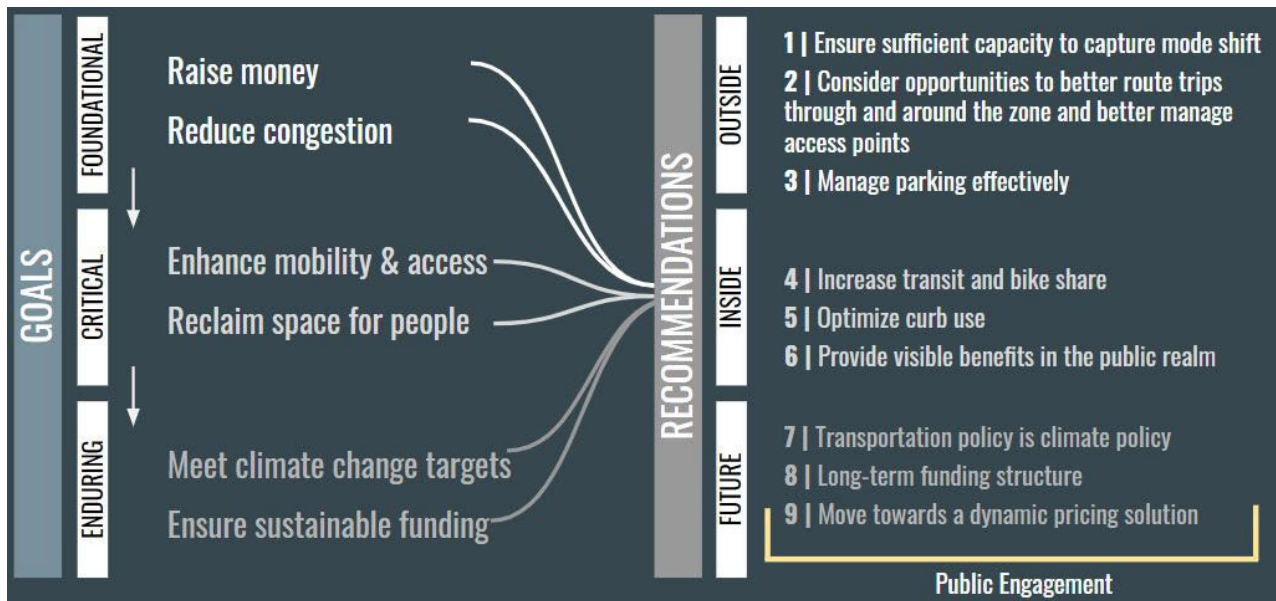 GOALS
FOUNDATIONAL
Raise money
Reduce congestion
CRITICAL
Enhance mobility & access
Reclaim space for people
ENDURING
Meet climate change targets
Ensure sustainable funding
RECOMMENDATIONS
OUTSIDE
1 | Ensure sufficient capacity to capture mode shift
2 | Consider opportunities to better route trips
through and around the zone and better manage
access points
3 | Manage parking effectively
INSIDE
4 | Increase transit and bike share
5 | Optimize curb use
6 | Provide visible benefits in the public realm
FUTURE
7 | Transportation policy is climate policy
8 | Long-term funding structure
9 | Move towards a dynamic pricing solution
Public Engagement